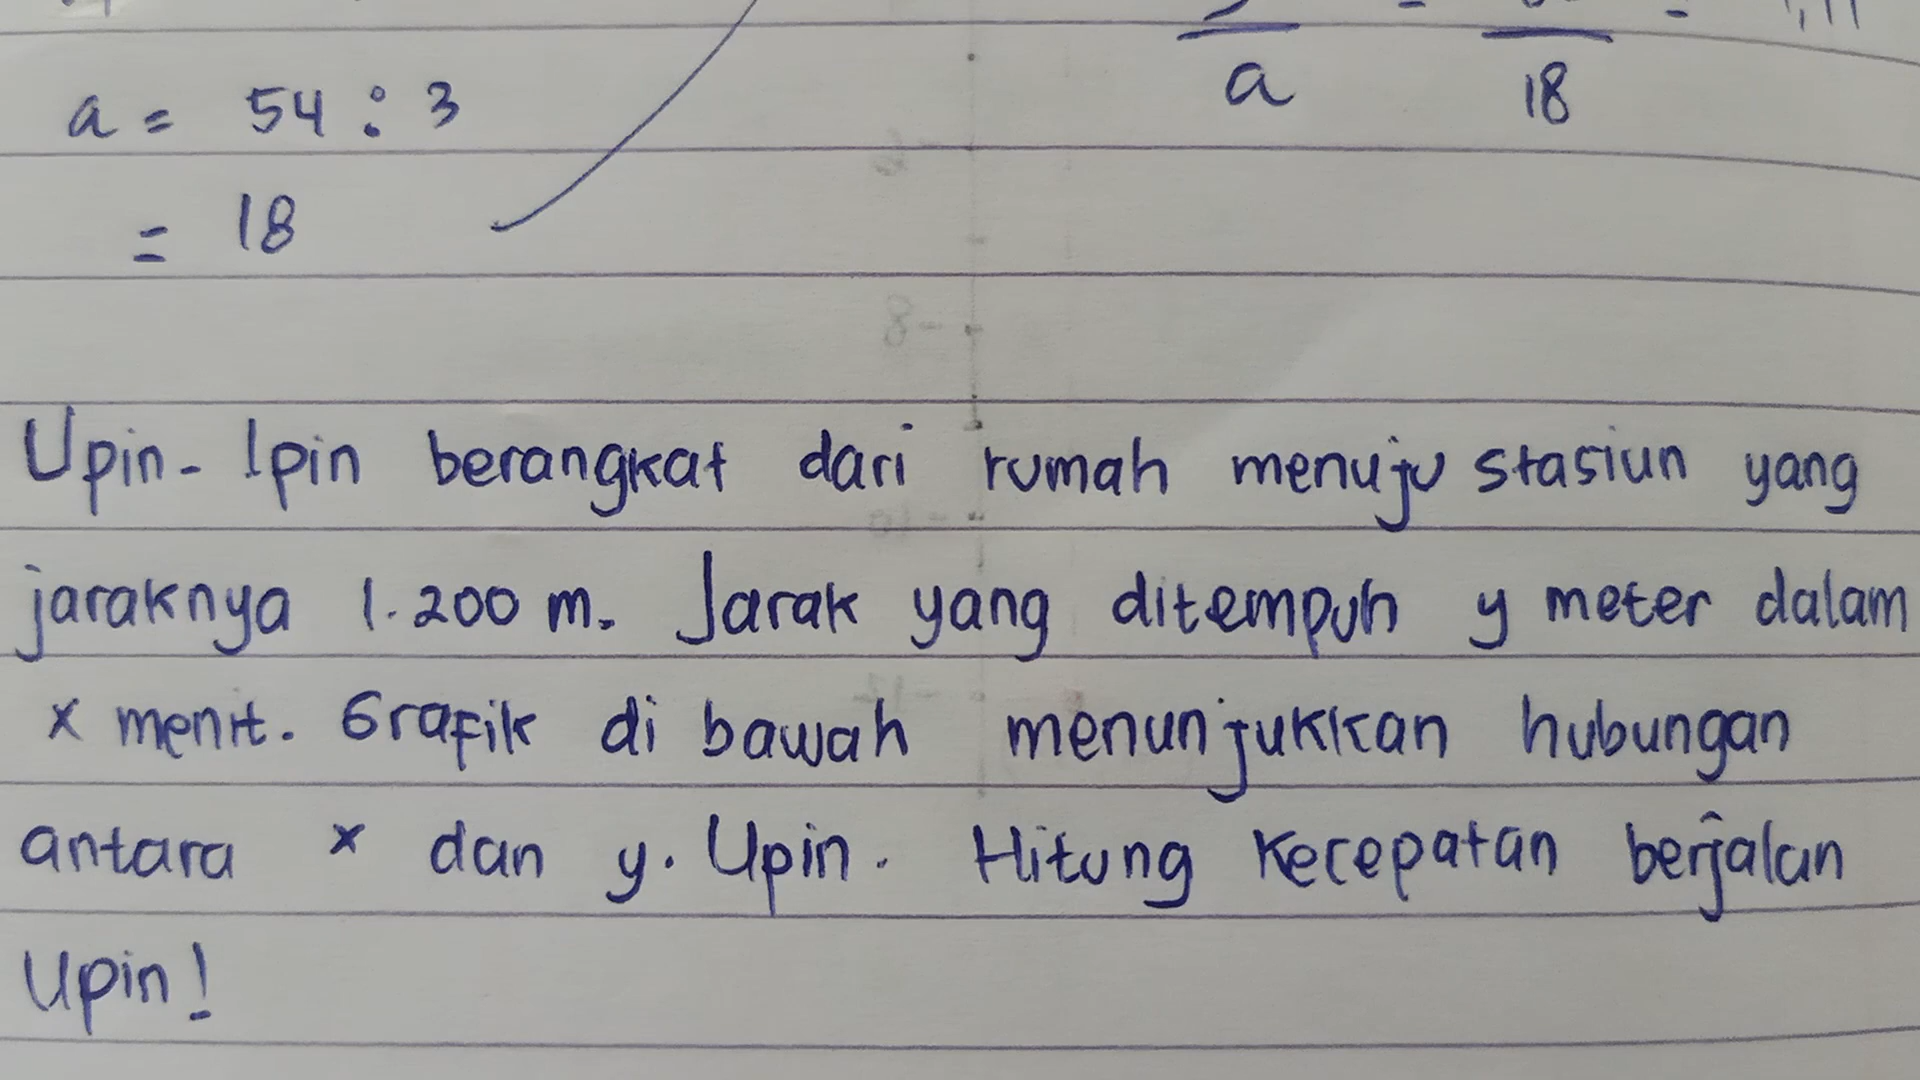 a = 54 : 3
= 18
a 18
Upin - Ipin berangkat dari rumah menuju stasiun yang
jaraknya 1.200 m. Jarak yang ditempuh y meter dalam
x menit. Grafik di bawah menunjukkan hubungan
antara x dan y. Upin. Hitung kecepatan berjalan
Upin!